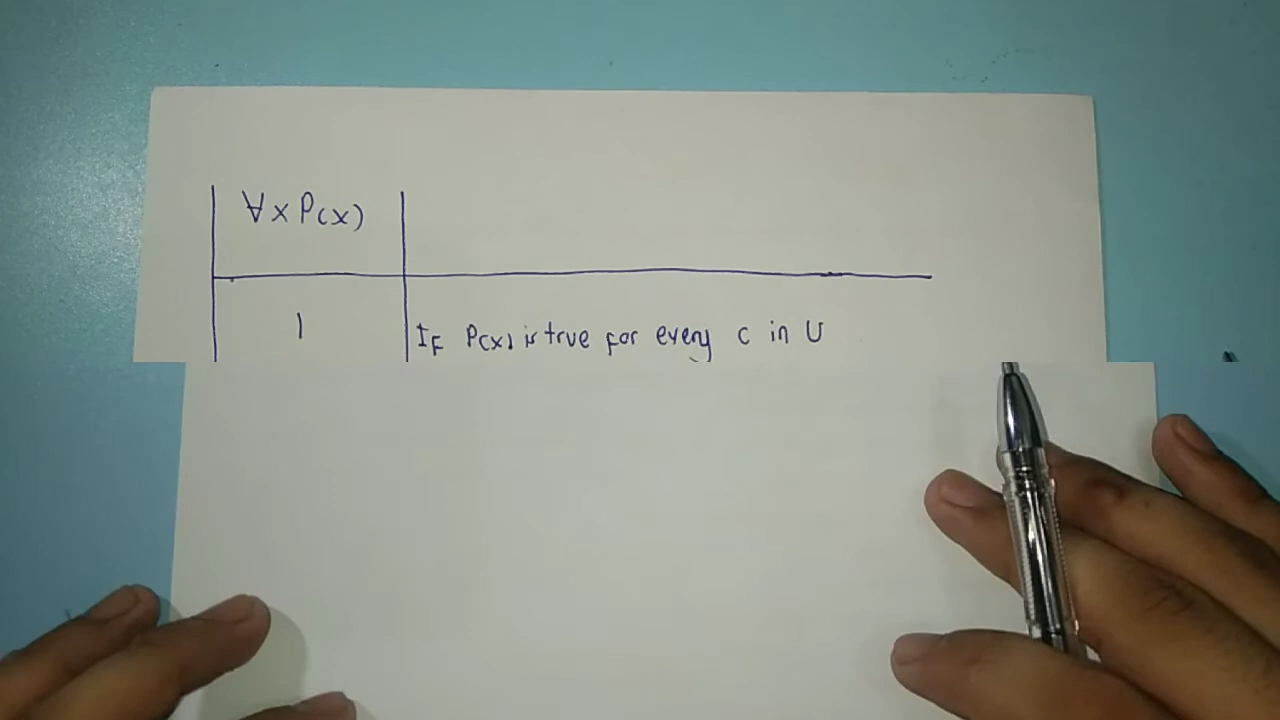 ∀x P(x)
1
IF P(x) is true for every c in U